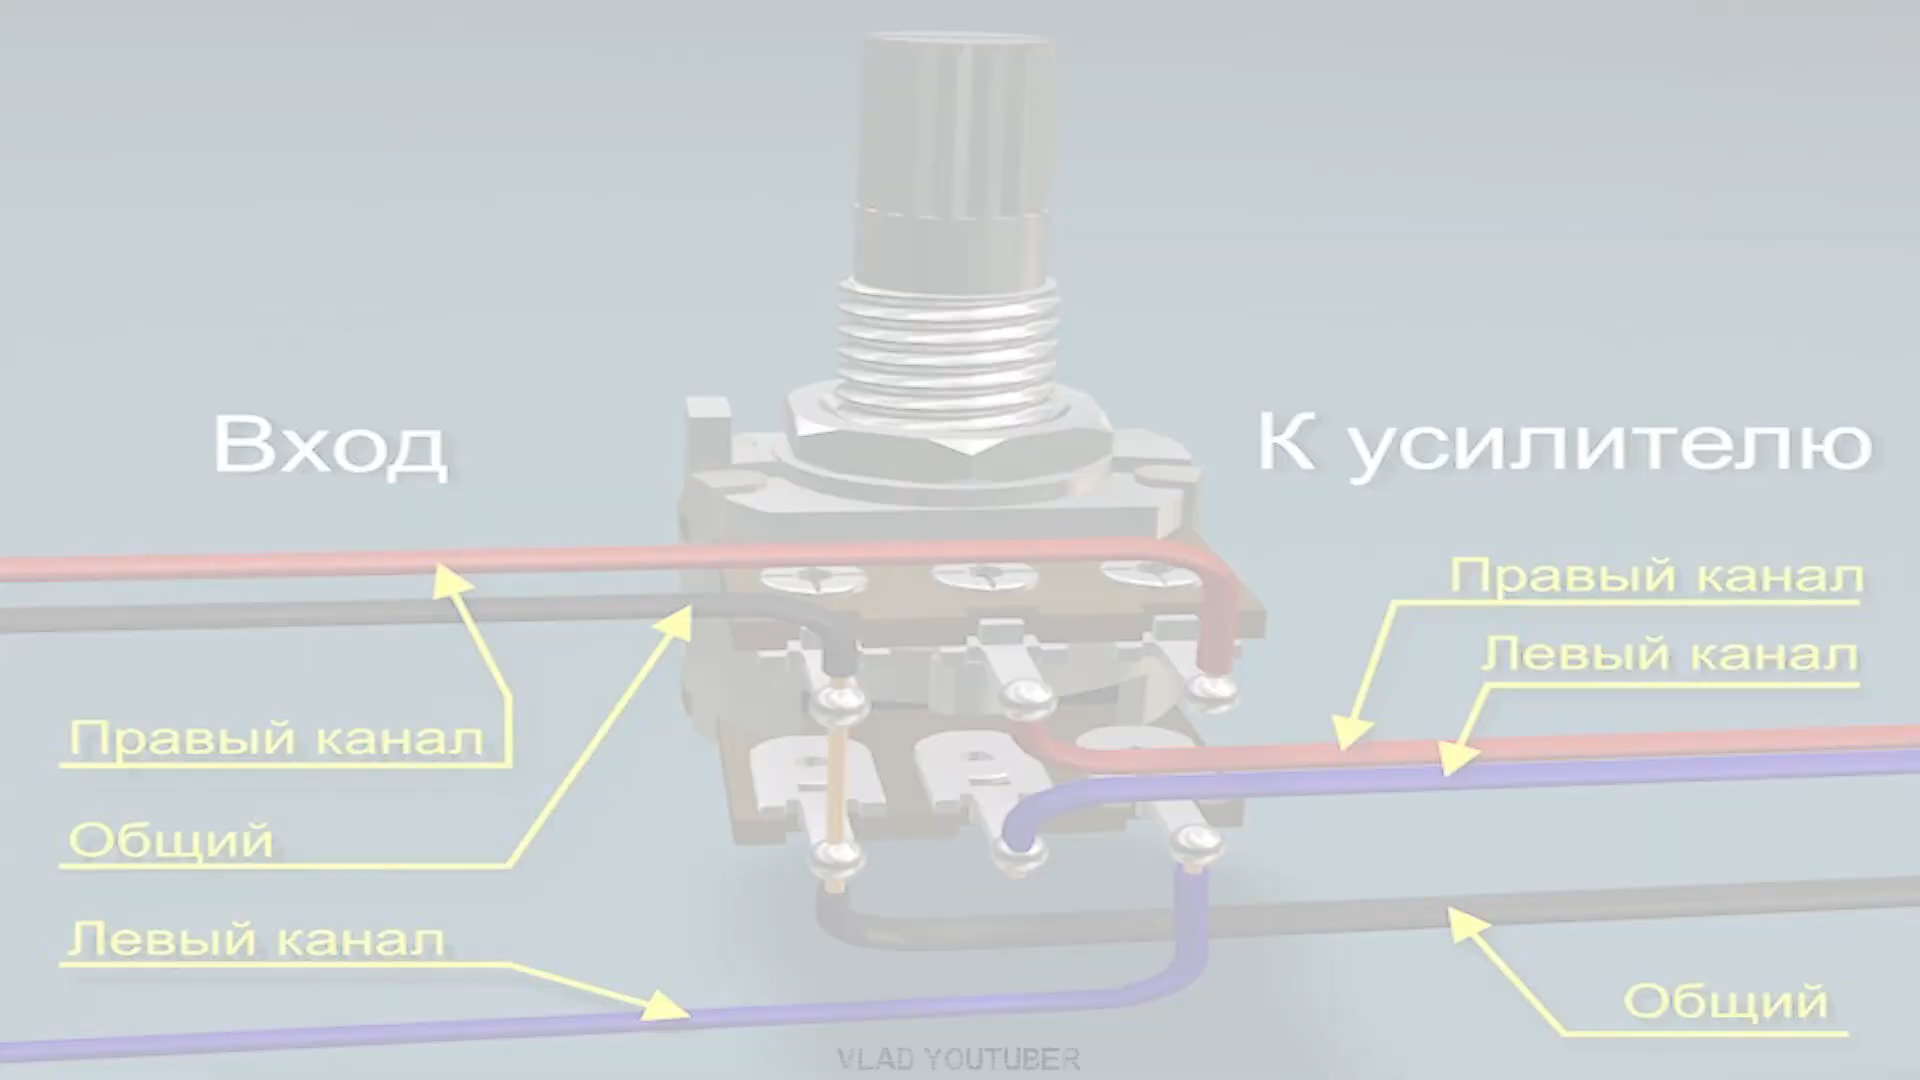 Вход
К усилителю
Правый канал
Общий
Левый канал
Правый канал
Левый канал
Общий
VLAD YOUTUBER